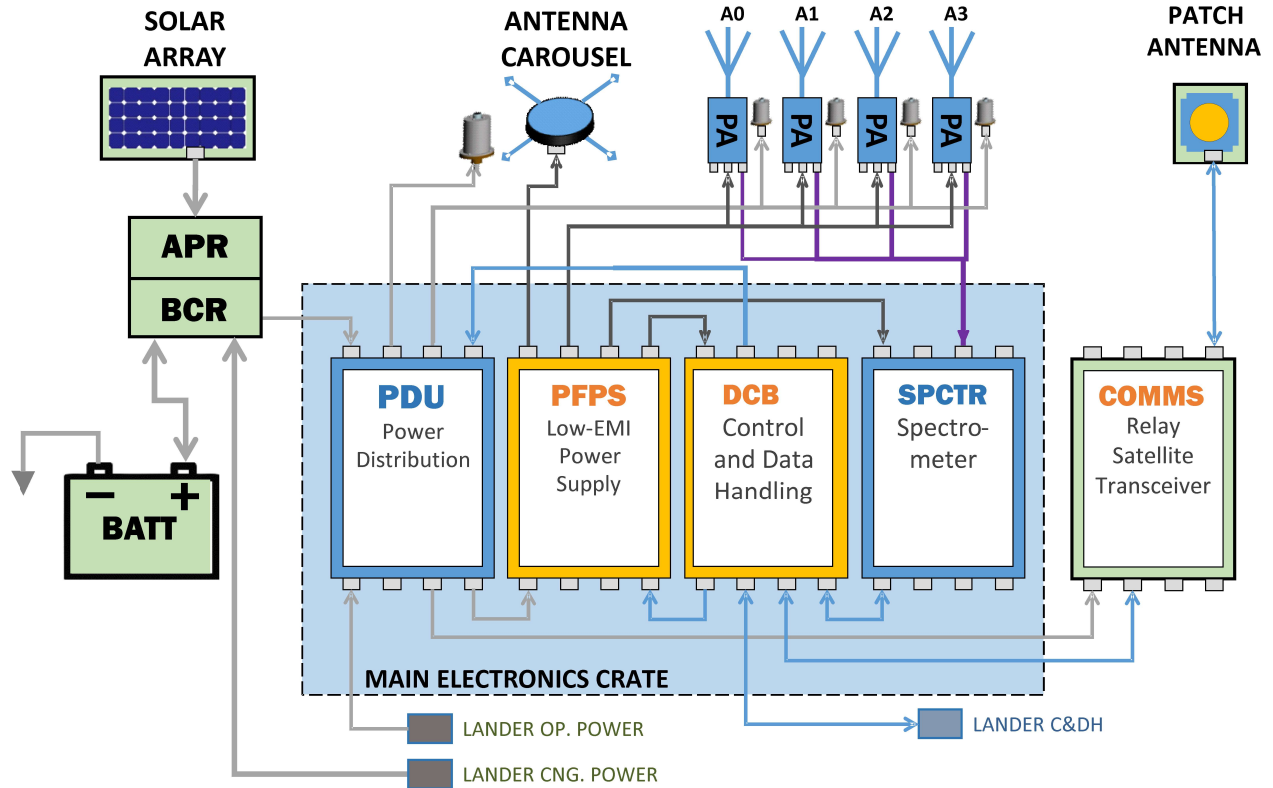 SOLAR
ARRAY
ANTENNA
CAROUSEL
A0
A1
A2
A3
PATCH
ANTENNA
PA
PA
PA
PA
APR
BCR
BATT
PDU
Power
Distribution
PFPS
Low-EMI
Power
Supply
DCB
Control
and Data
Handling
SPCTR
Spectro-
meter
COMMS
Relay
Satellite
Transceiver
MAIN ELECTRONICS CRATE
LANDER OP. POWER
LANDER C&DH
LANDER CNG. POWER